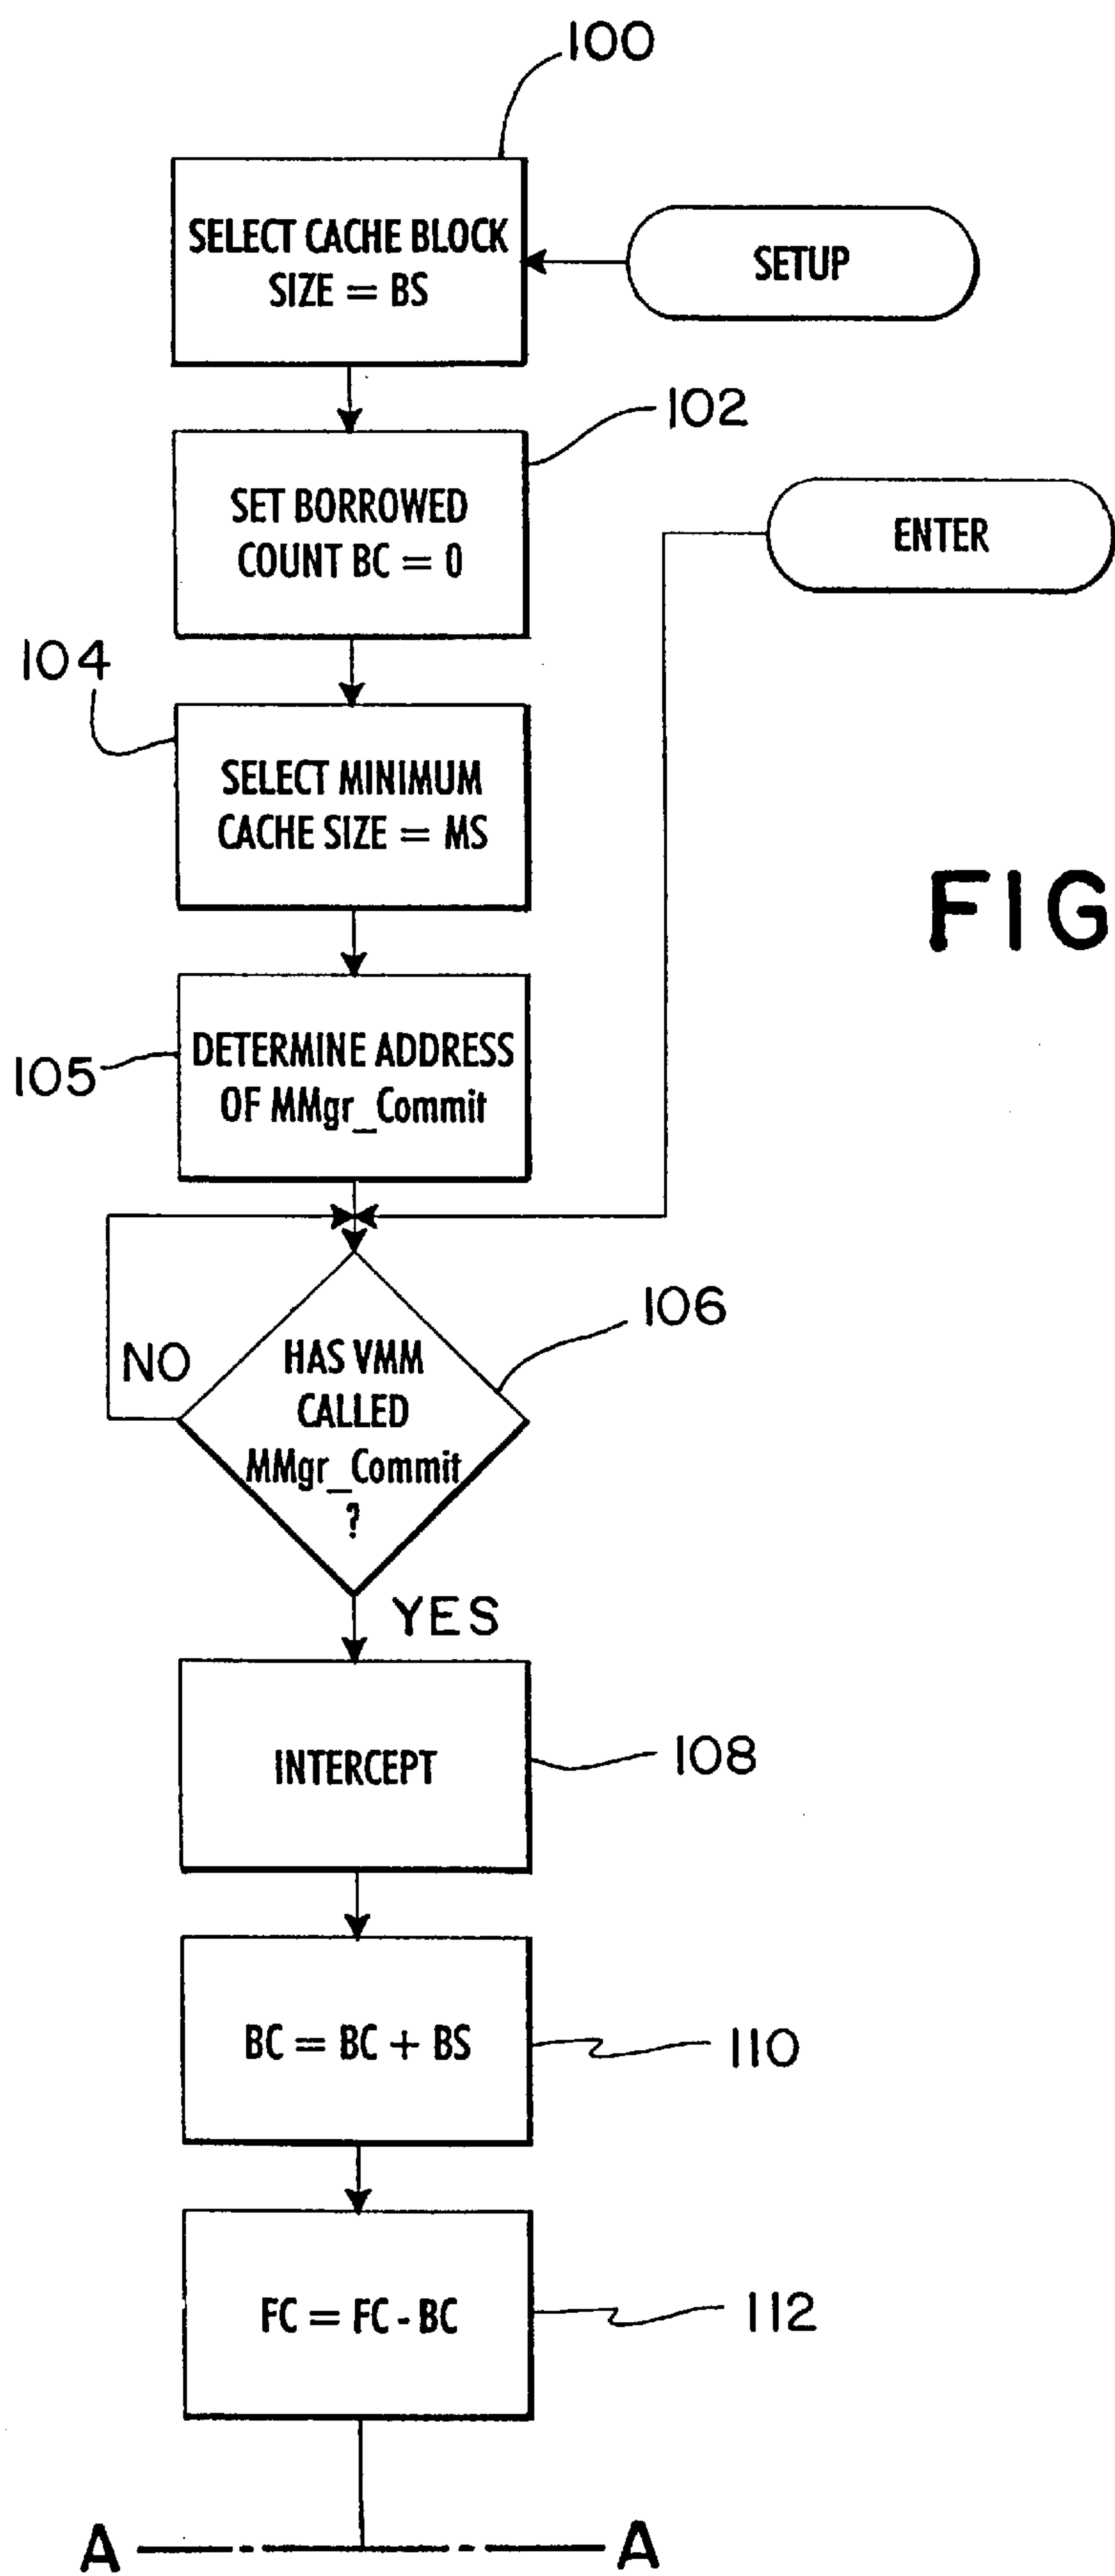 100
SELECT CACHE BLOCK
SIZE = BS
SETUP
102
SET BORROWED
COUNT BC = 0
ENTER
104
SELECT MINIMUM
CACHE SIZE = MS
FIG
105
DETERMINE ADDRESS
OF MMgr_Commit
106
NO
HAS VMM
CALLED
MMgr_Commit
?
YES
INTERCEPT
108
BC = BC + BS
110
FC = FC - BC
112
A A